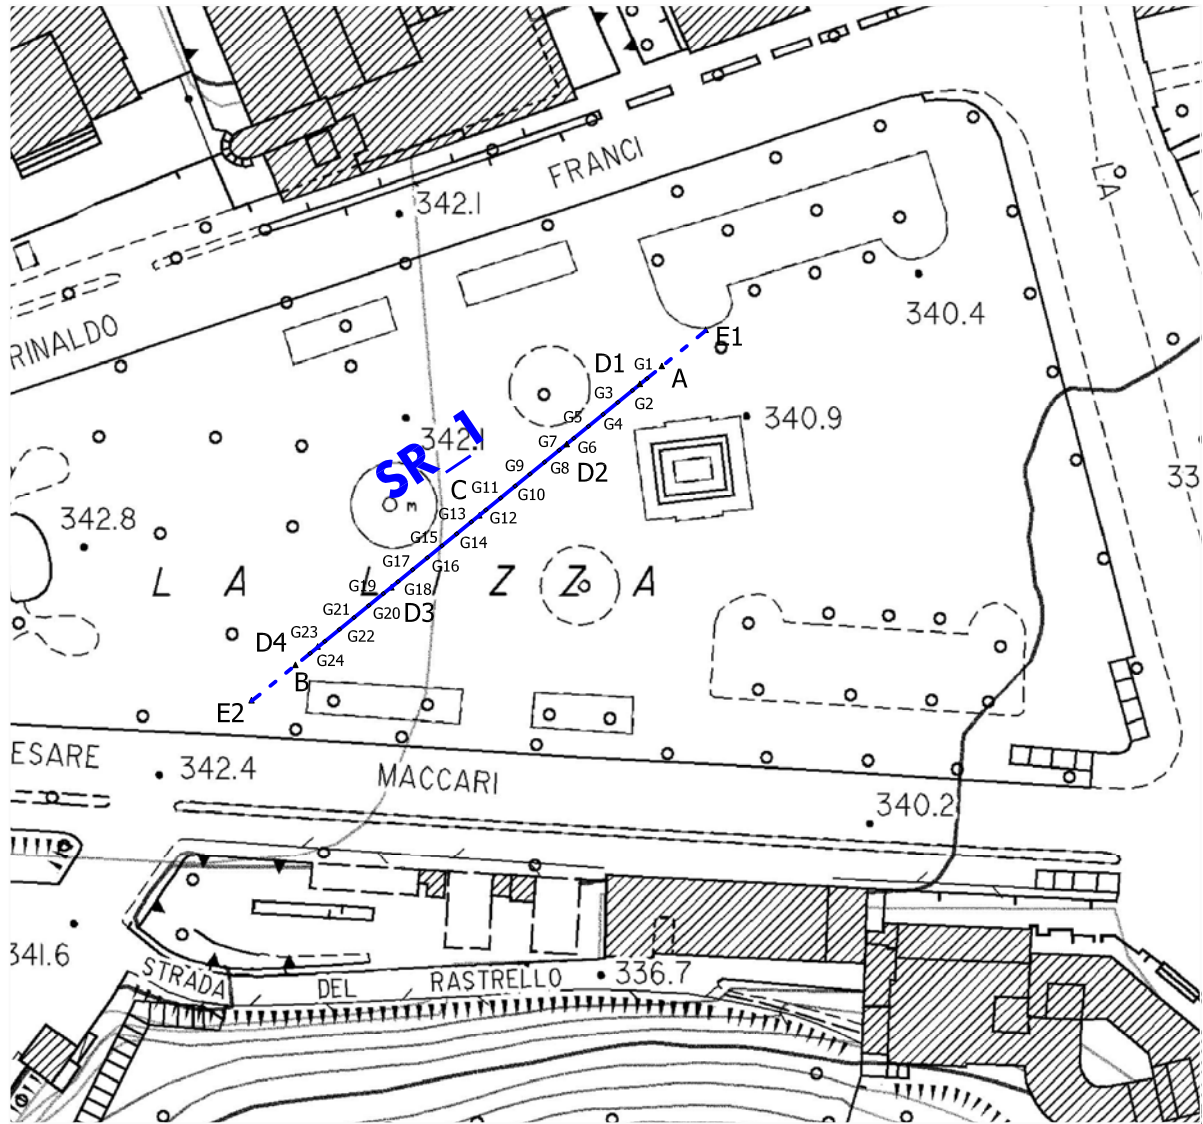 FRANCI
342.1
LA
RINALDO
340.4
E1
D1
G1
A
G3
G2
340.9
G5
G4
SR_1
342.1
G7
G6
G9
G8
D2
33
C
G11
G10
342.8
G13
G12
G15
G14
G17
G16
L A L Z Z A
G19
G18
G21
G20
D3
D4
G23
G22
G24
B
E2
ESARE
342.4
MACCARI
340.2
341.6
STRADA DEL RASTRELLO
336.7
m